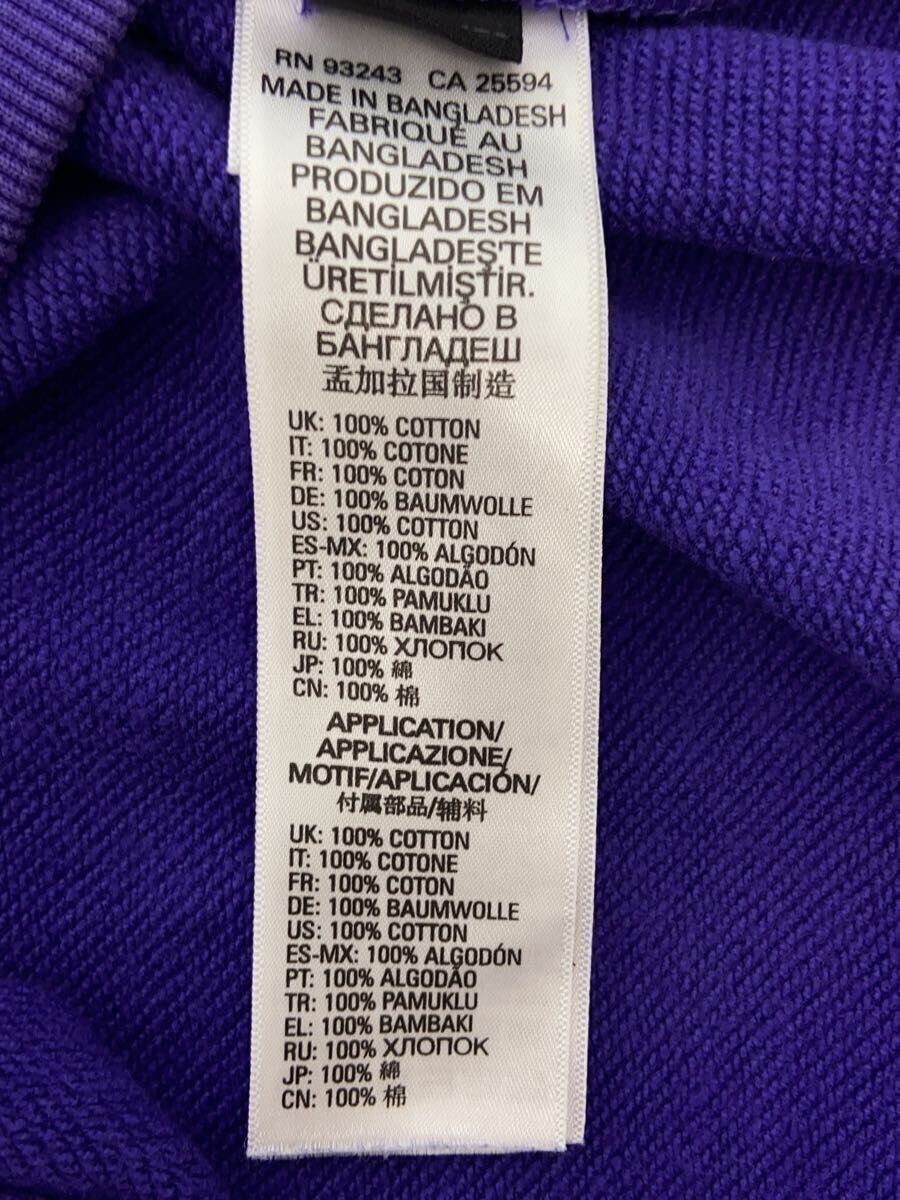 RN 93243 CA 25594
MADE IN BANGLADESH
FABRIQUÉ AU
BANGLADESH
PRODUZIDO EM
BANGLADESH
BANGLADEŞ'TE
ÜRETİLMİŞTİR.
СДЕЛАНО В
БАНГЛАДЕШ
孟加拉国制造
UK: 100% COTTON
IT: 100% COTONE
FR: 100% COTON
DE: 100% BAUMWOLLE
US: 100% COTTON
ES-MX: 100% ALGODÓN
PT: 100% ALGODÃO
TR: 100% PAMUKLU
EL: 100% BAMBAKI
RU: 100% ХЛОПОК
JP: 100% 綿
CN: 100% 棉
APPLICATION/
APPLICAZIONE/
MOTIF/APLICACIÓN/
付属部品/辅料
UK: 100% COTTON
IT: 100% COTONE
FR: 100% COTON
DE: 100% BAUMWOLLE
US: 100% COTTON
ES-MX: 100% ALGODÓN
PT: 100% ALGODÃO
TR: 100% PAMUKLU
EL: 100% BAMBAKI
RU: 100% ХЛОПОК
JP: 100% 綿
CN: 100% 棉